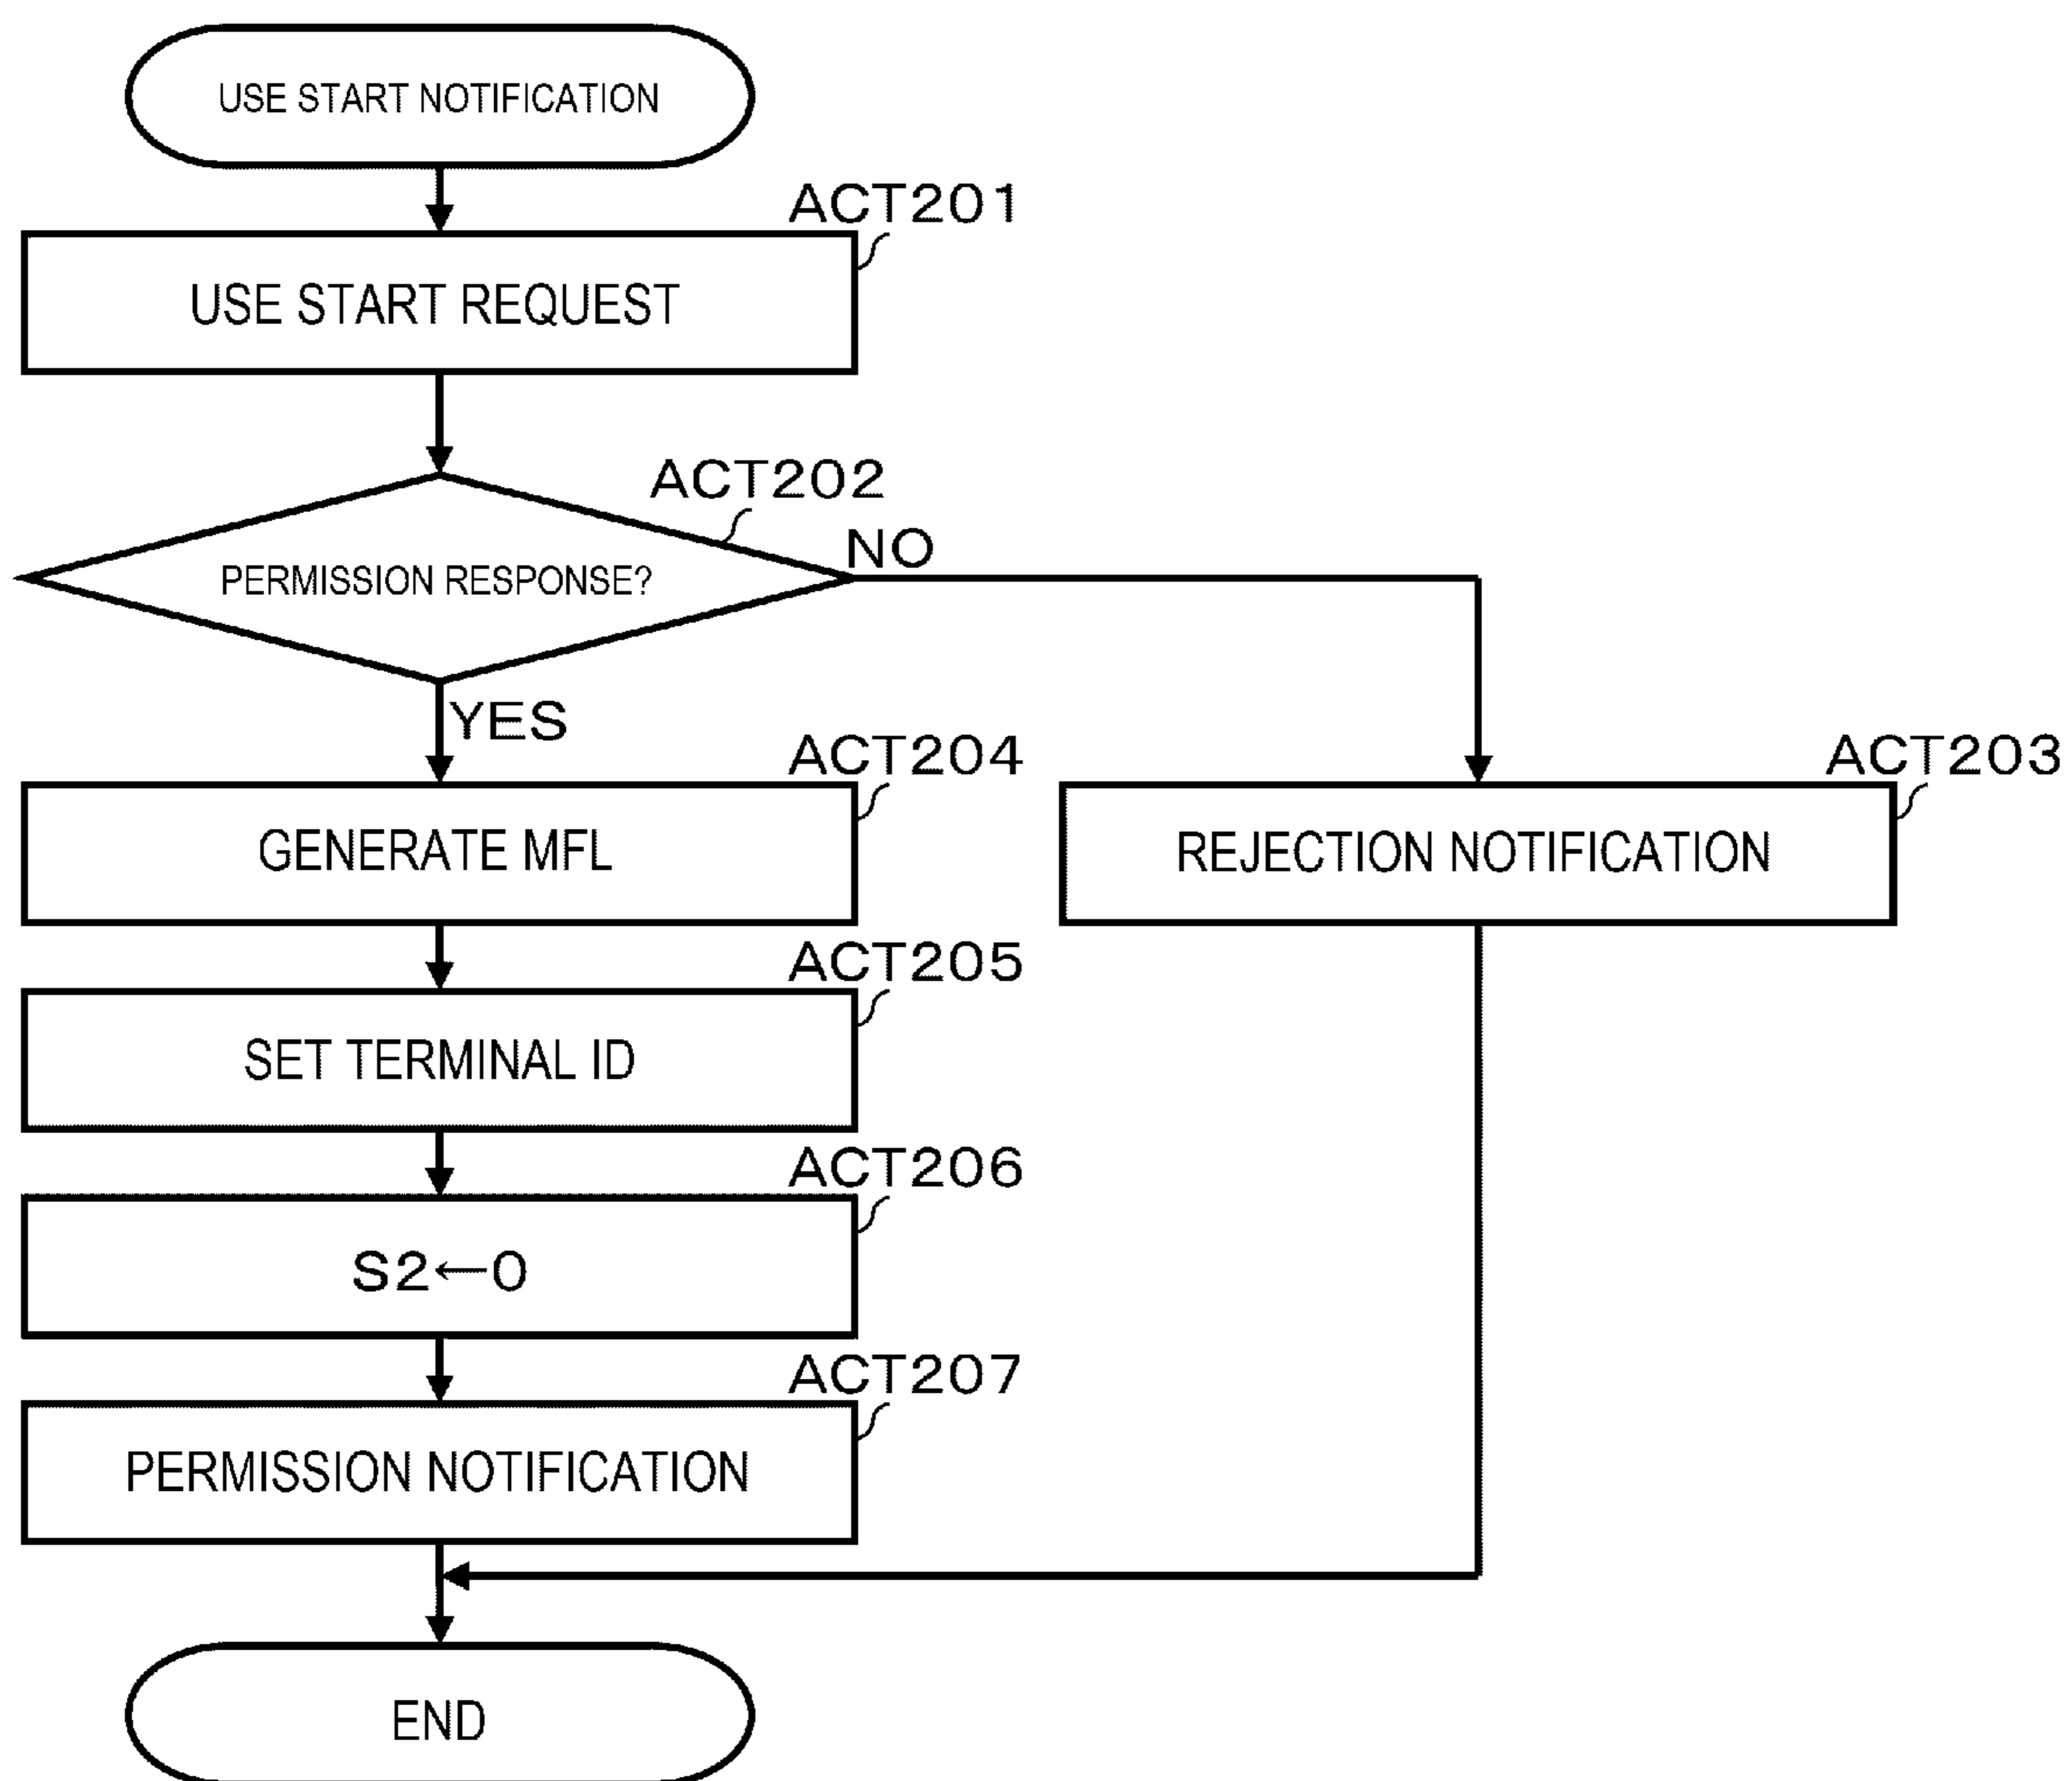 USE START NOTIFICATION
ACT201
USE START REQUEST
ACT202
PERMISSION RESPONSE?
NO
YES
ACT204
GENERATE MFL
ACT203
REJECTION NOTIFICATION
ACT205
SET TERMINAL ID
ACT206
S2←0
ACT207
PERMISSION NOTIFICATION
END